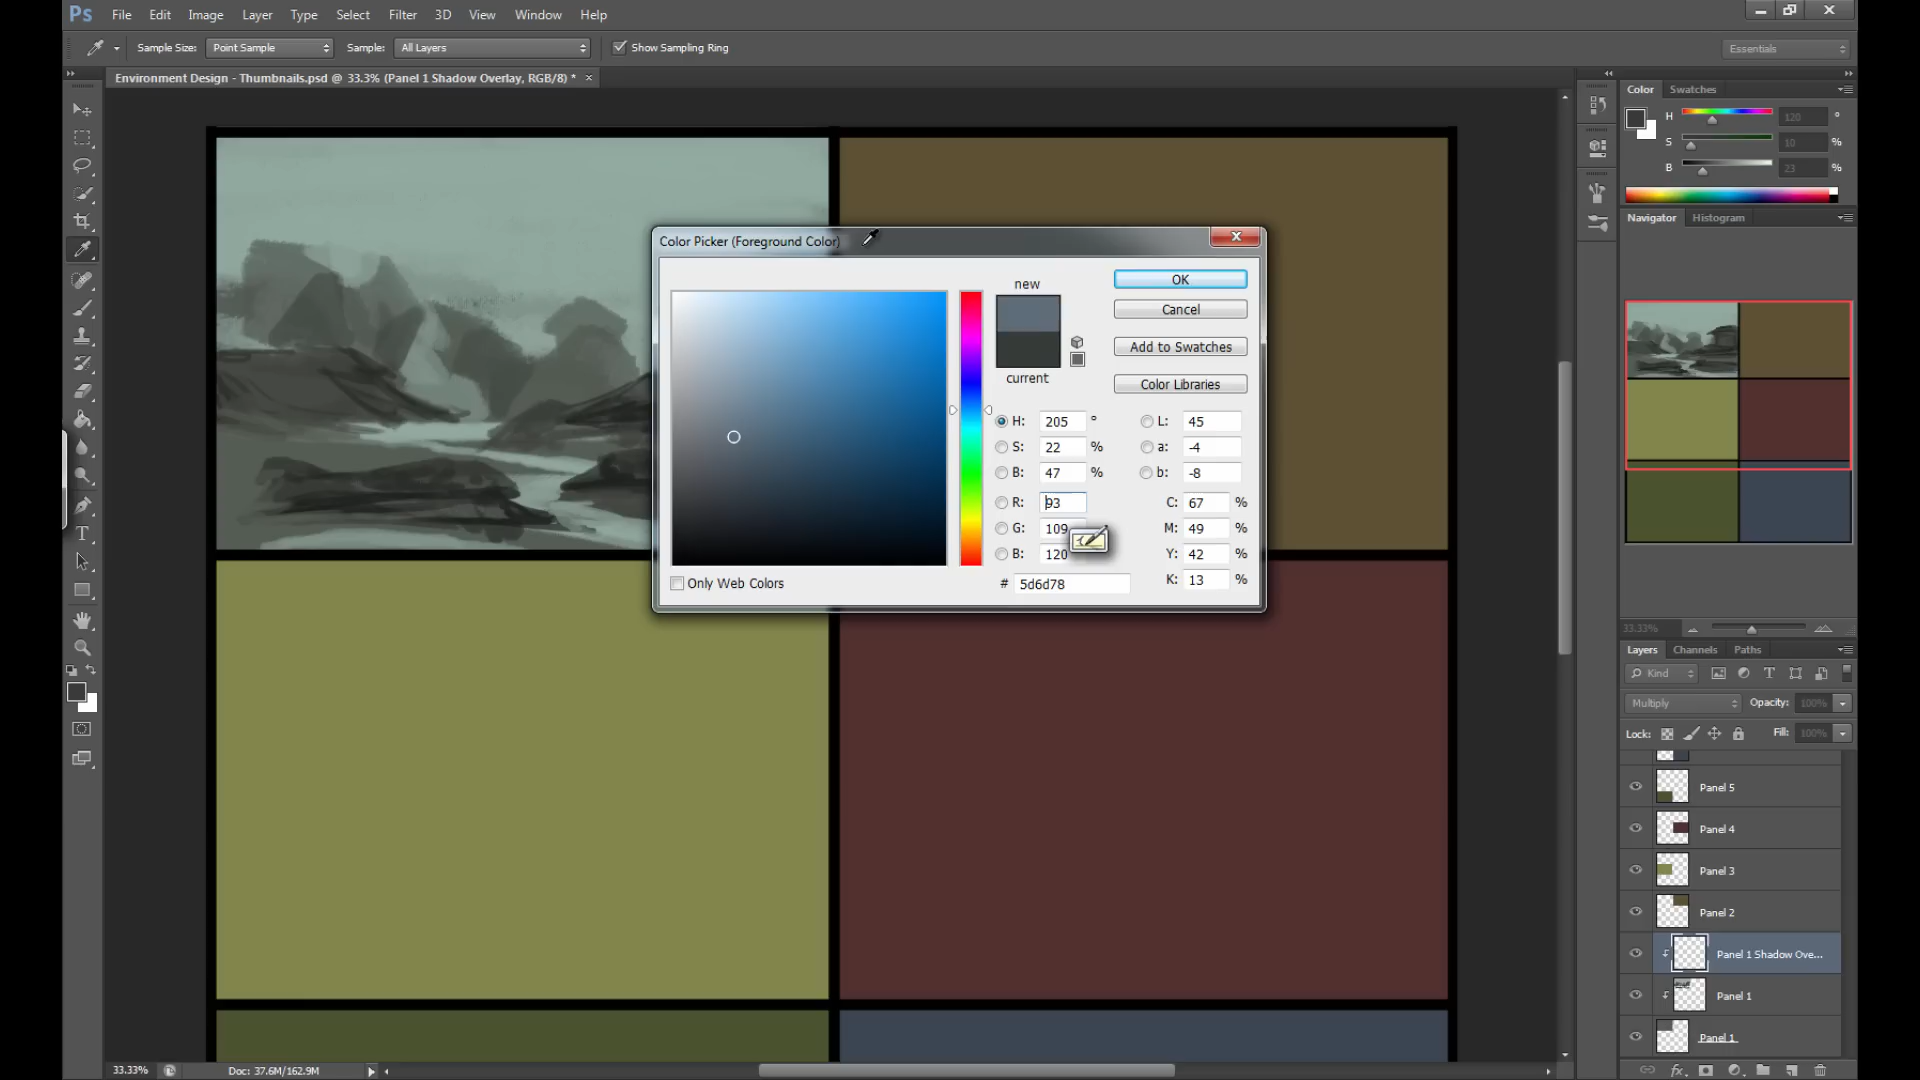 Ps File Edit Image Layer Type Select Filter 3D View Window Help
Sample Size: Point Sample Sample: All Layers Show Sampling Ring Essentials
Environment Design - Thumbnails.psd @ 33.3% (Panel 1 Shadow Overlay, RGB/8) *
Color Swatches
H 120 °
S 10 %
B 23 %
Navigator Histogram
Color Picker (Foreground Color)
new
OK
Cancel
Add to Swatches
current
Color Libraries
H: 205 ° L: 45
S: 22 % a: -4
B: 47 % b: -8
R: 93 C: 67 %
G: 109 M: 49 %
B: 120 Y: 42 %
# 5d6d78 K: 13 %
Only Web Colors
33.33%
Layers Channels Paths
Kind
Multiply Opacity: 100%
Lock: Fill: 100%
Panel 5
Panel 4
Panel 3
Panel 2
Panel 1 Shadow Ove...
Panel 1
Panel 1
33.33% Doc: 37.6M/162.9M